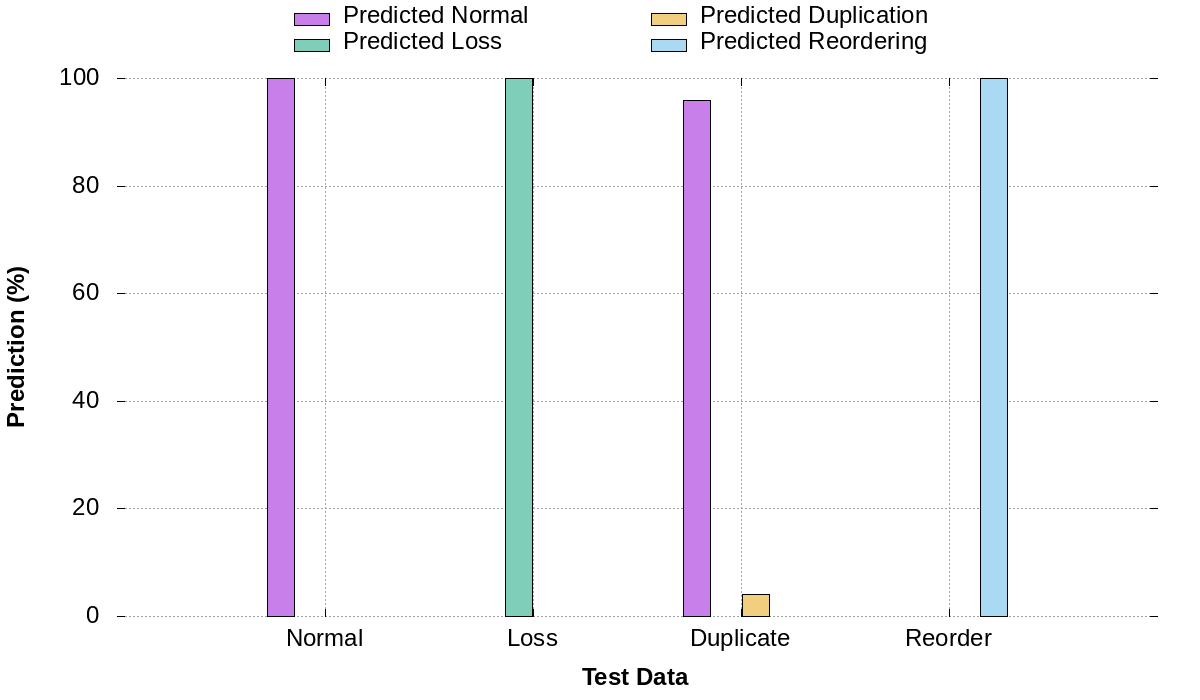 Predicted Normal
Predicted Loss
Predicted Duplication
Predicted Reordering
100
80
60
40
20
0
Prediction (%)
Normal Loss Duplicate Reorder
Test Data